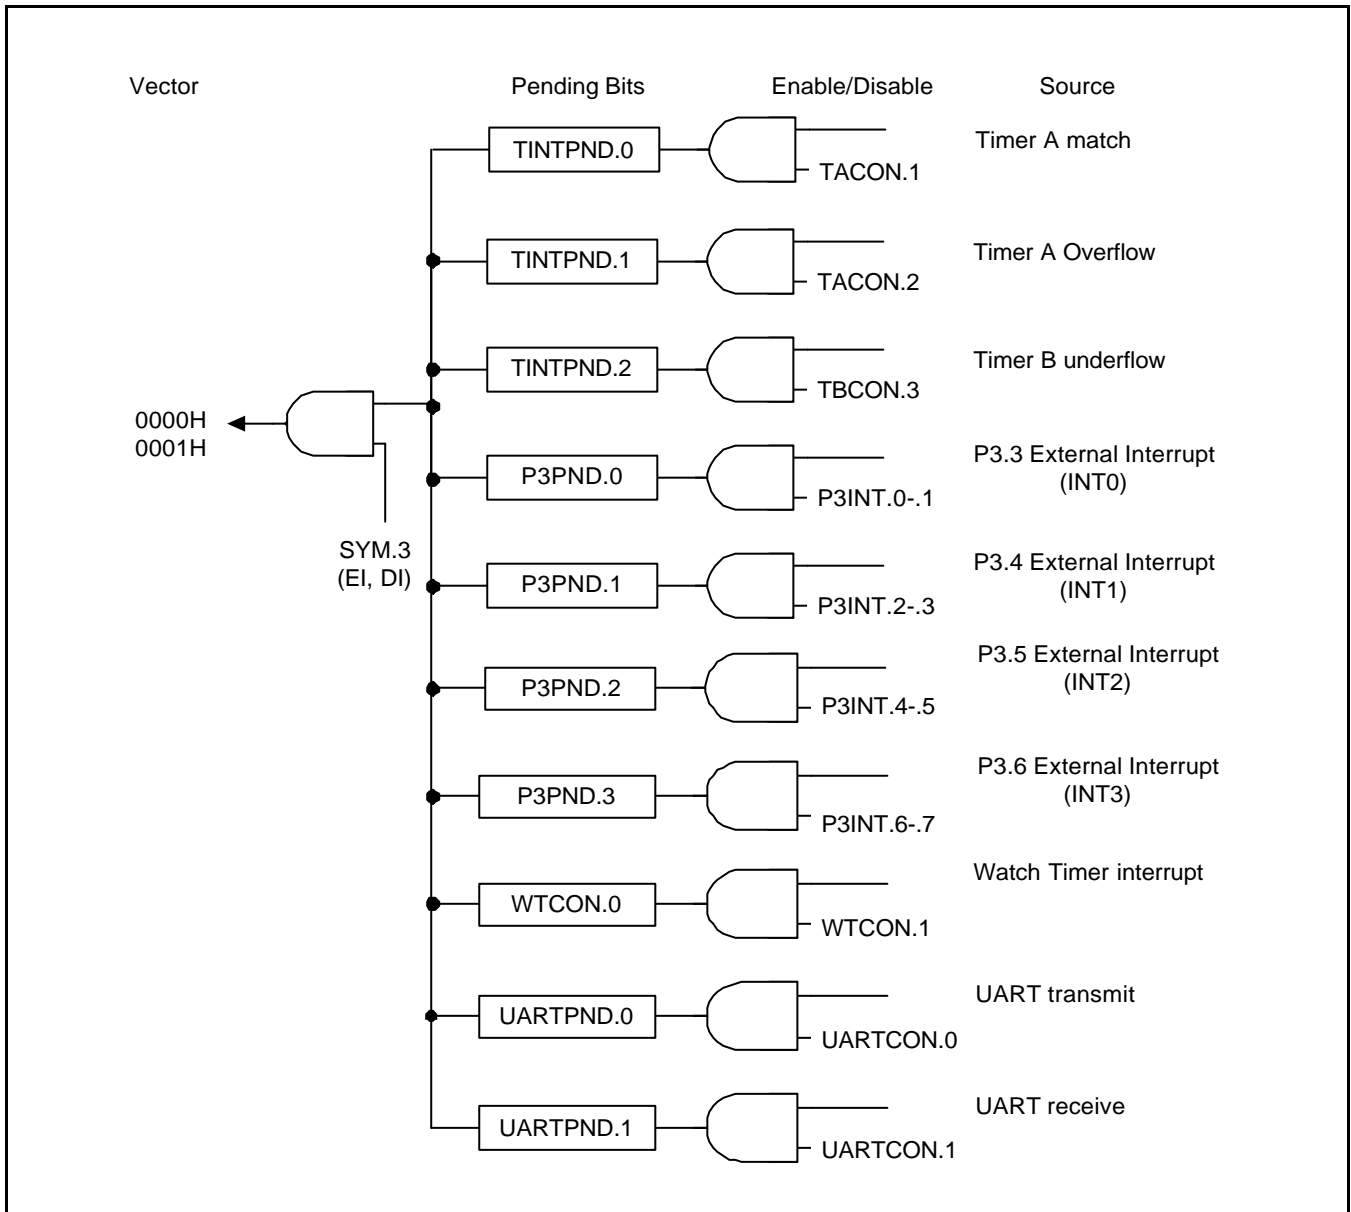 Vector Pending Bits Enable/Disable Source
TINTPND.0 TACON.1 Timer A match
TINTPND.1 TACON.2 Timer A Overflow
TINTPND.2 TBCON.3 Timer B underflow
0000H
0001H
SYM.3
(EI, DI)
P3PND.0 P3INT.0-.1 P3.3 External Interrupt
(INT0)
P3PND.1 P3INT.2-.3 P3.4 External Interrupt
(INT1)
P3PND.2 P3INT.4-.5 P3.5 External Interrupt
(INT2)
P3PND.3 P3INT.6-.7 P3.6 External Interrupt
(INT3)
WTCON.0 WTCON.1 Watch Timer interrupt
UARTPND.0 UARTCON.0 UART transmit
UARTPND.1 UARTCON.1 UART receive